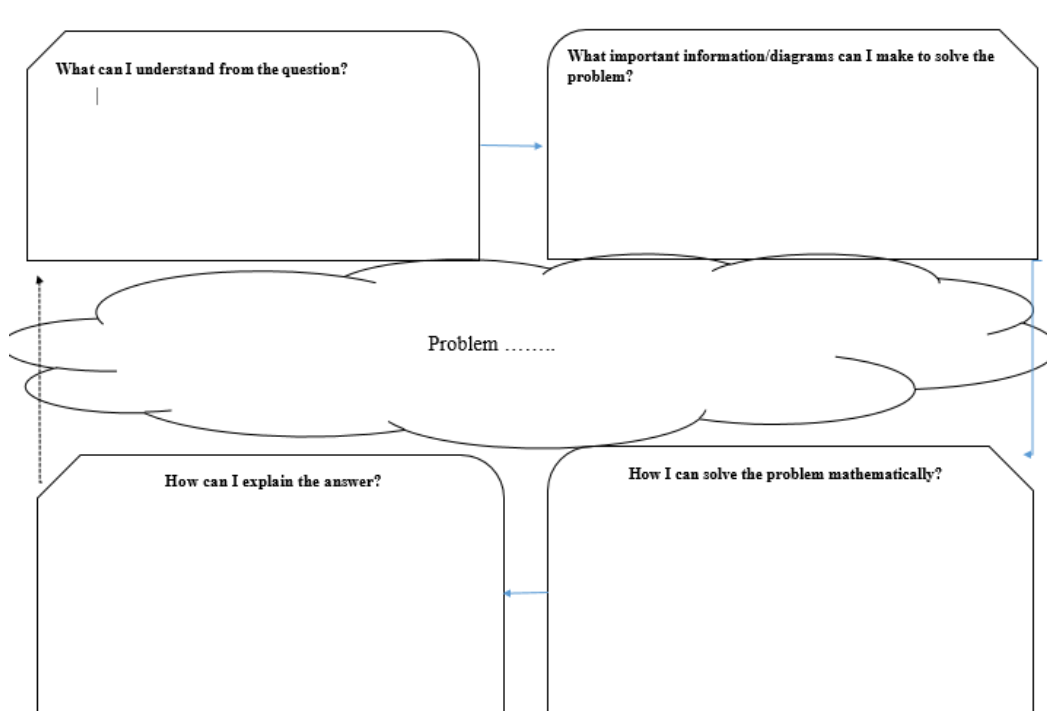 What can I understand from the question?
What important information/diagrams can I make to solve the
problem?
Problem ........
How can I explain the answer?
How I can solve the problem mathematically?